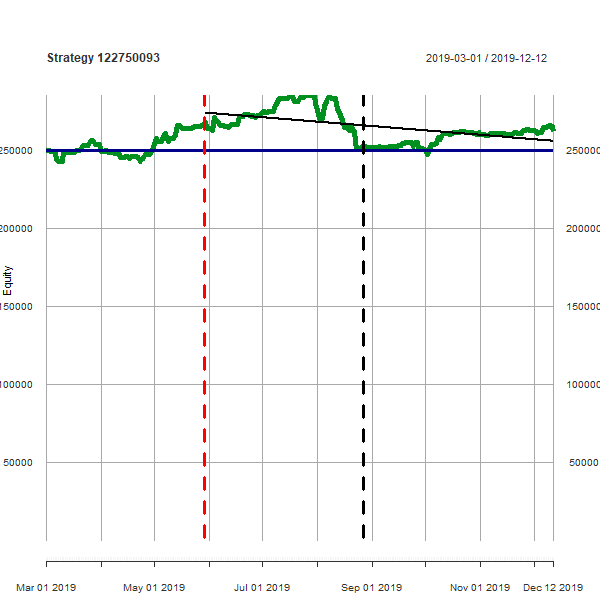 Strategy 122750093
2019-03-01 / 2019-12-12
250000
250000
200000
200000
Equity
150000
150000
100000
100000
50000
50000
Mar 01 2019
May 01 2019
Jul 01 2019
Sep 01 2019
Nov 01 2019
Dec 12 2019